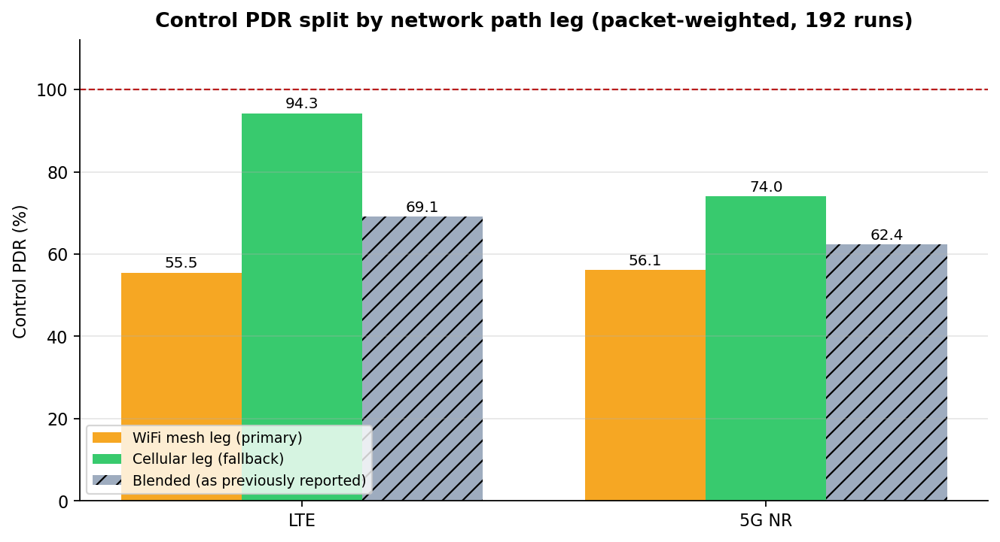 Control PDR split by network path leg (packet-weighted, 192 runs)
Control PDR (%)
100
80
60
40
20
0
55.5
94.3
69.1
56.1
74.0
62.4
WiFi mesh leg (primary)
Cellular leg (fallback)
Blended (as previously reported)
LTE
5G NR